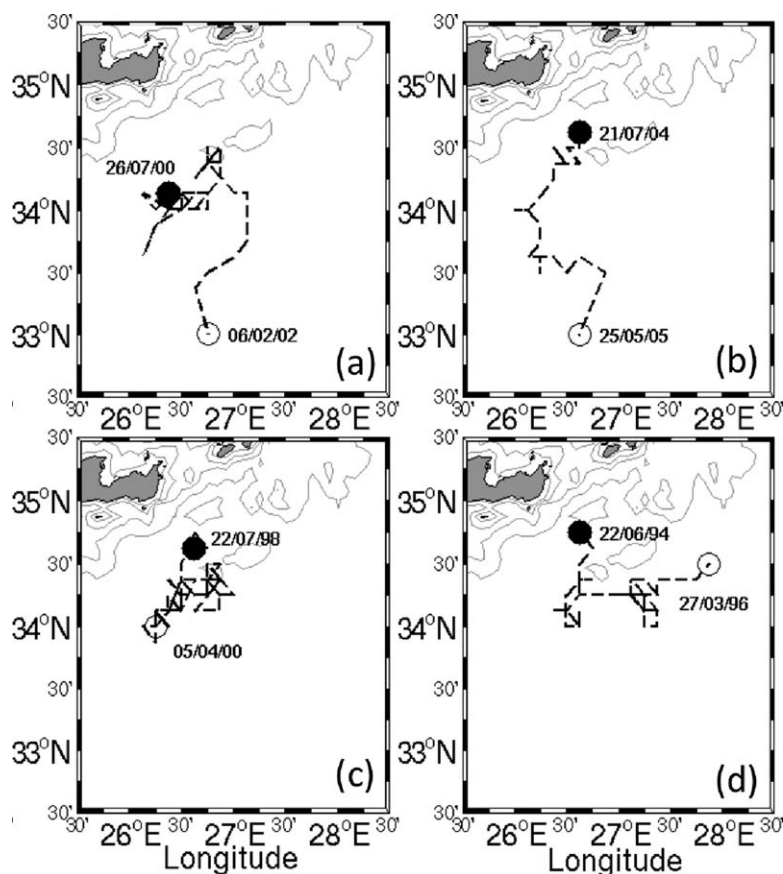 35°N
30'
34°N
30'
33°N
30'
26/07/00
06/02/02
(a)
30'
26°E
30'
27°E
30'
28°E
30'
35°N
30'
34°N
30'
33°N
30'
21/07/04
25/05/05
(b)
30'
26°E
30'
27°E
30'
28°E
30'
35°N
30'
34°N
30'
33°N
30'
22/07/98
05/04/00
(c)
30'
26°E
30'
27°E
30'
28°E
30'
Longitude
35°N
30'
34°N
30'
33°N
30'
22/06/94
27/03/96
(d)
30'
26°E
30'
27°E
30'
28°E
30'
Longitude